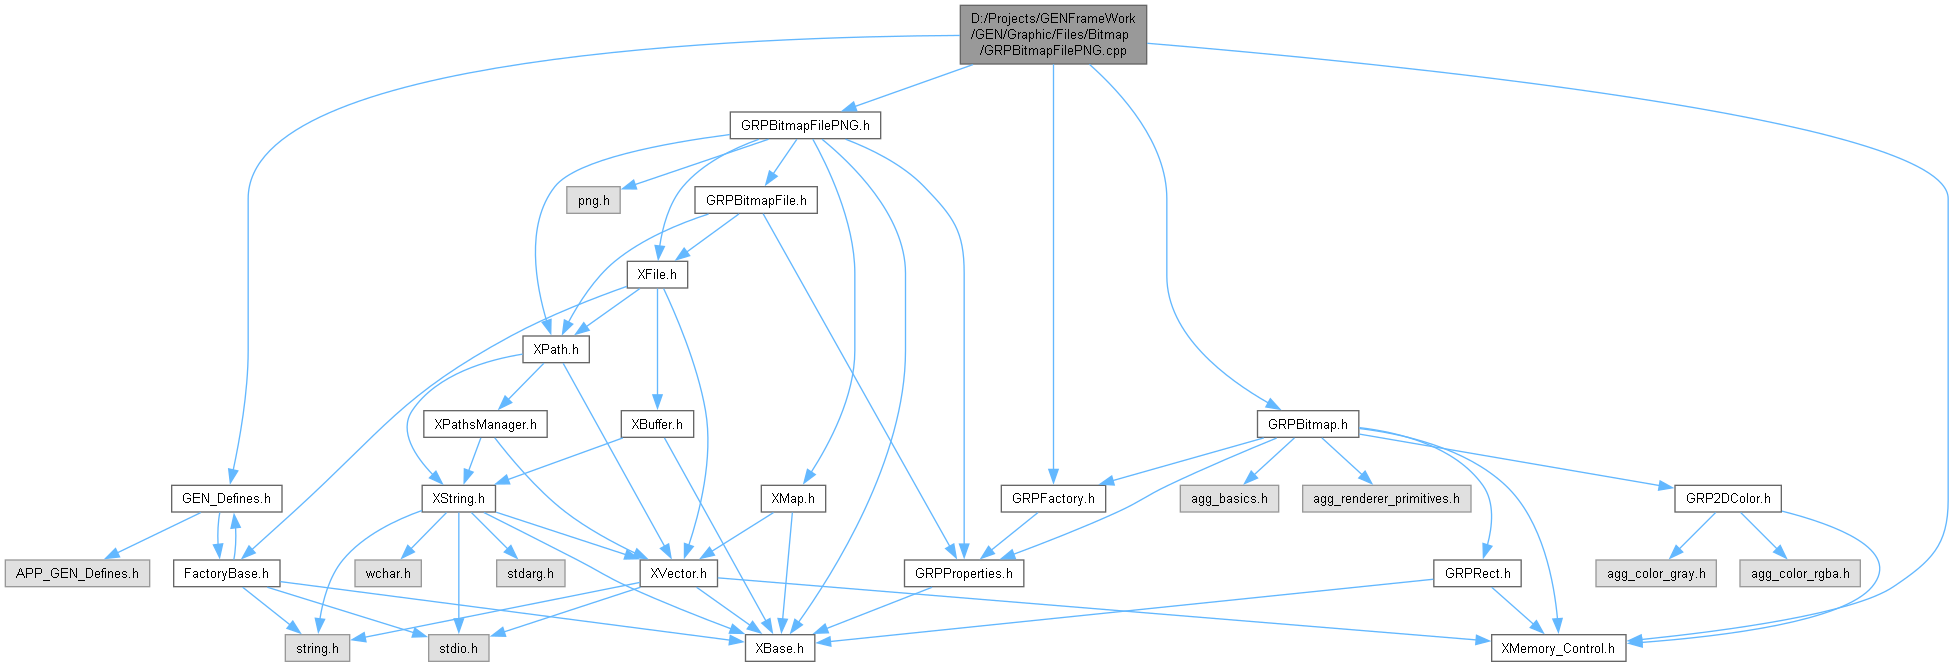 D:/Projects/GENFrameWork
/GEN/Graphic/Files/Bitmap
/GRPBitmapFilePNG.cpp
GRPBitmapFilePNG.h
png.h
GRPBitmapFile.h
XFile.h
XPath.h
XPathsManager.h
XBuffer.h
GRPBitmap.h
GEN_Defines.h
XString.h
XMap.h
GRPFactory.h
agg_basics.h
agg_renderer_primitives.h
GRP2DColor.h
APP_GEN_Defines.h
FactoryBase.h
wchar.h
stdarg.h
XVector.h
GRPProperties.h
GRPRect.h
agg_color_gray.h
agg_color_rgba.h
string.h
stdio.h
XBase.h
XMemory_Control.h